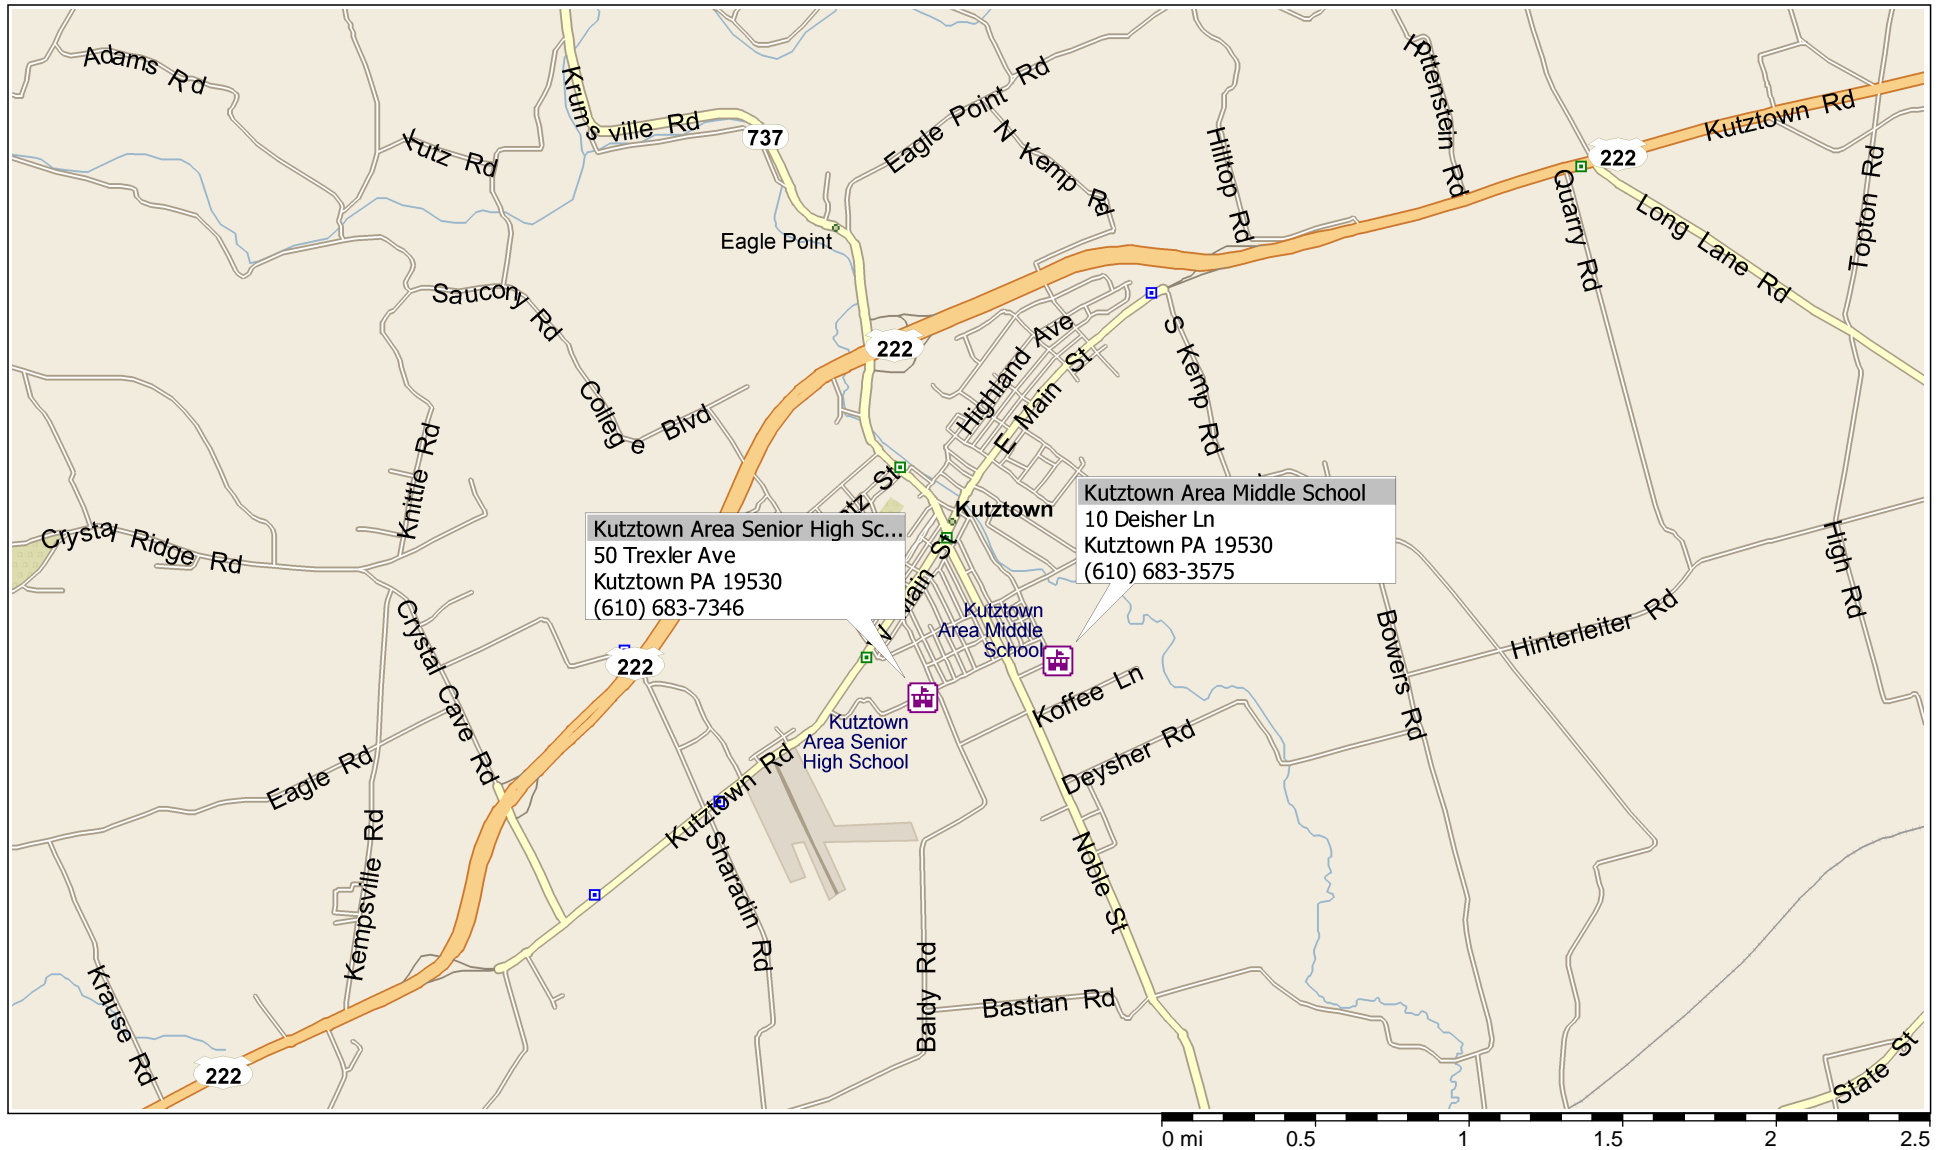 Adams Rd
Krumsville Rd
737
Eagle Point Rd
Hottenstein Rd
Kutztown Rd
222
Kutz Rd
N Kemp Rd
Hilltop Rd
Quarry Rd
Long Lane Rd
Topton Rd
Eagle Point
Saucony Rd
222
Highland Ave
E Main St
S Kemp Rd
College Blvd
Knittle Rd
Crystal Ridge Rd
St
Kutztown
Kutztown Area Senior High Sc...
50 Trexler Ave
Kutztown PA 19530
(610) 683-7346
Kutztown Area Middle School
10 Deisher Ln
Kutztown PA 19530
(610) 683-3575
High Rd
Kutztown
Area Middle
School
Crystal Cave Rd
222
Bowers Rd
Hinterleiter Rd
Koffee Ln
Kutztown
Area Senior
High School
Deysher Rd
Eagle Rd
Kutztown Rd
Kempsville Rd
Sharadin Rd
Noble St
Krause Rd
Baldy Rd
Bastian Rd
222
State St
0 mi 0.5 1 1.5 2 2.5